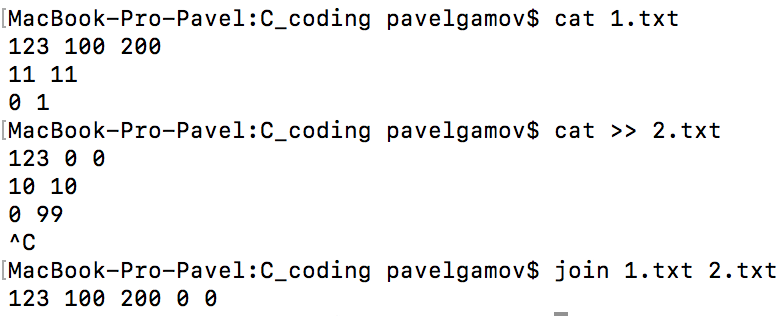 [MacBook-Pro-Pavel:C_coding pavelgamov$ cat 1.txt
123 100 200
11 11
0 1
[MacBook-Pro-Pavel:C_coding pavelgamov$ cat >> 2.txt
123 0 0
10 10
0 99
^C
[MacBook-Pro-Pavel:C_coding pavelgamov$ join 1.txt 2.txt
123 100 200 0 0